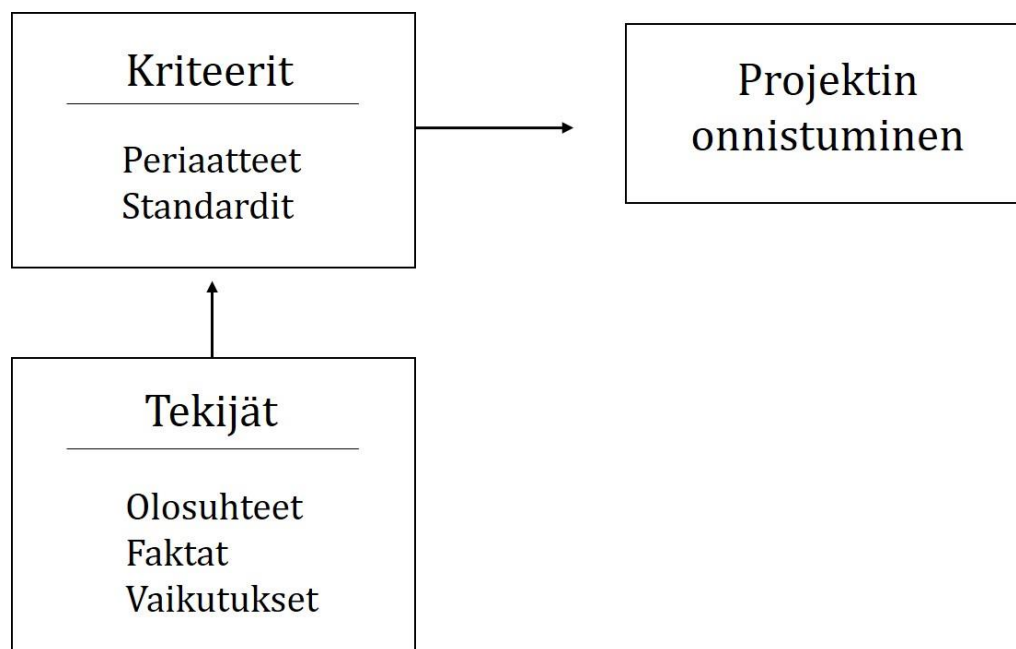 Kriteerit
Periaatteet
Standardit
Projektin
onnistuminen
Tekijät
Olosuhteet
Faktat
Vaikutukset